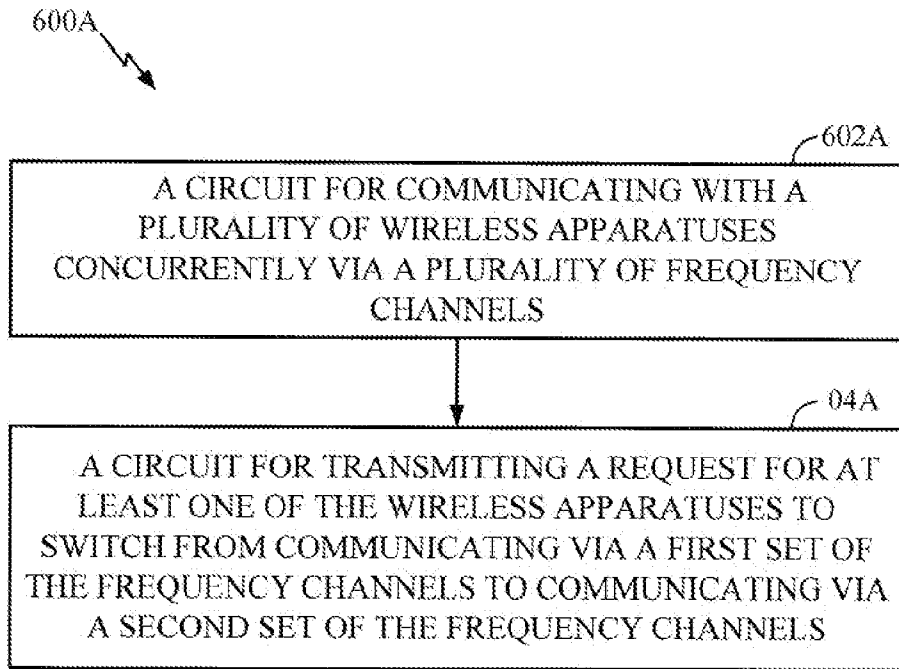 600A
602A
A CIRCUIT FOR COMMUNICATING WITH A
PLURALITY OF WIRELESS APPARATUSES
CONCURRENTLY VIA A PLURALITY OF FREQUENCY
CHANNELS
04A
A CIRCUIT FOR TRANSMITTING A REQUEST FOR AT
LEAST ONE OF THE WIRELESS APPARATUSES TO
SWITCH FROM COMMUNICATING VIA A FIRST SET OF
THE FREQUENCY CHANNELS TO COMMUNICATING VIA
A SECOND SET OF THE FREQUENCY CHANNELS